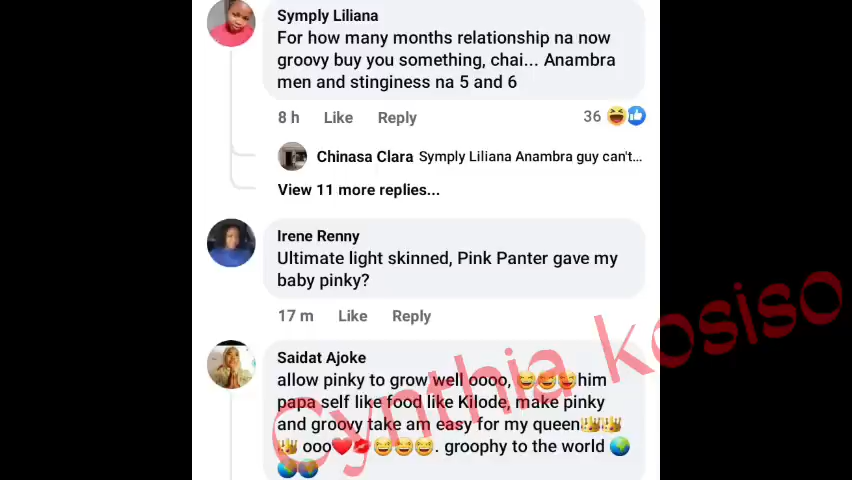 Symply Liliana
For how many months relationship na now
groovy buy you something, chai... Anambra
men and stinginess na 5 and 6
8 h Like Reply 36
Chinasa Clara Symply Liliana Anambra guy can't...
View 11 more replies...
Irene Renny
Ultimate light skinned, Pink Panter gave my
baby pinky?
17 m Like Reply
Saidat Ajoke
allow pinky to grow well oooo, 😅😅😍him
papa self like food like Kilode, make pinky
and groovy take am easy for my queen👑👑
👑 ooo❤️💋😅😅😅. groophy to the world 🌍
🌍🌍
Cynthia kosiso